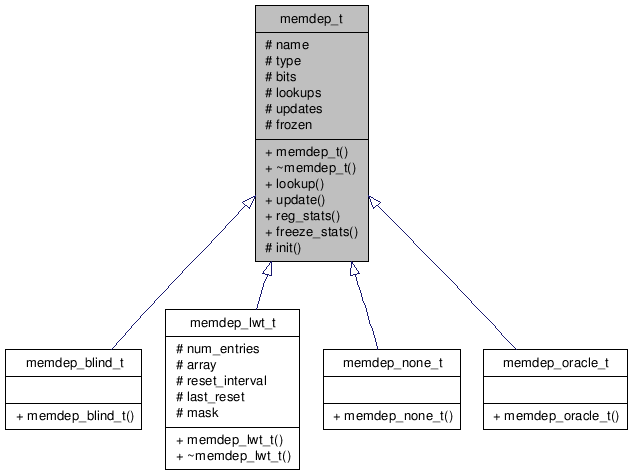 memdep_t
# name
# type
# bits
# lookups
# updates
# frozen
+ memdep_t()
+ ~memdep_t()
+ lookup()
+ update()
+ reg_stats()
+ freeze_stats()
# init()
memdep_blind_t
+ memdep_blind_t()
memdep_lwt_t
# num_entries
# array
# reset_interval
# last_reset
# mask
+ memdep_lwt_t()
+ ~memdep_lwt_t()
memdep_none_t
+ memdep_none_t()
memdep_oracle_t
+ memdep_oracle_t()